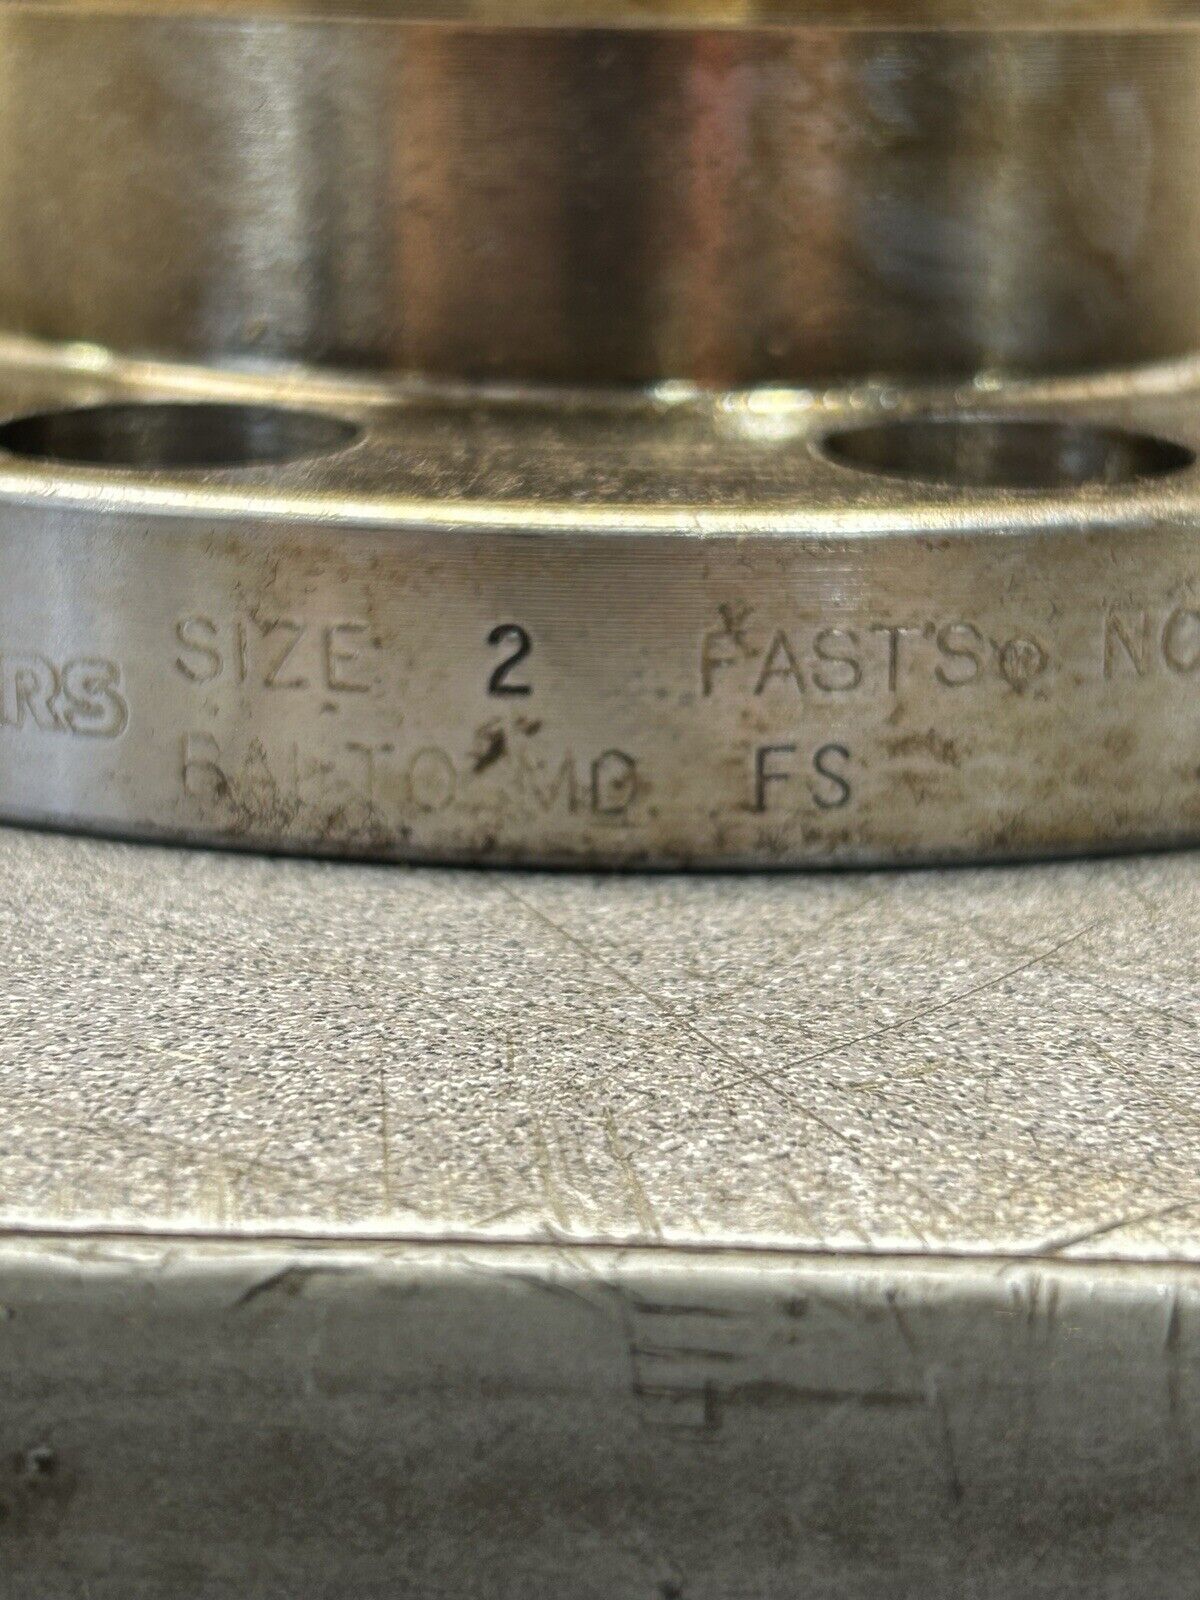 RS SIZE 2 FAST'S® NO
BALTO MD. FS